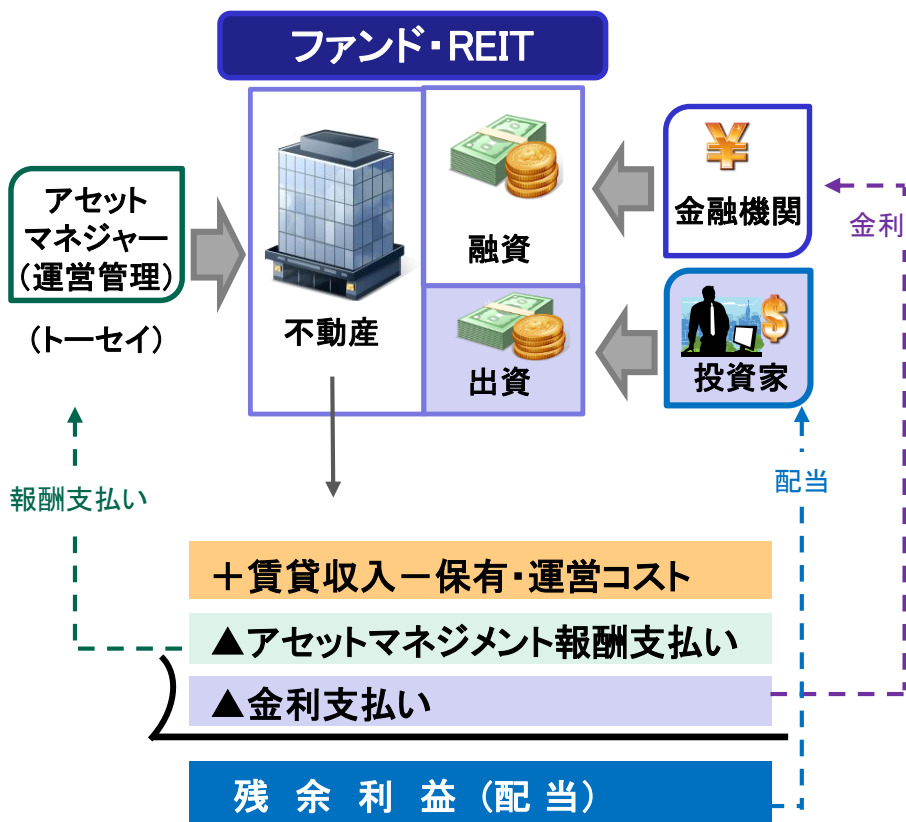 ファンド・REIT
アセット
マネジャー
(運営管理)
(トーセイ)
不動産
融資
出資
¥
金融機関
$
投資家
金利
配当
報酬支払い
＋賃貸収入－保有・運営コスト
▲アセットマネジメント報酬支払い
▲金利支払い
残 余 利 益 (配 当)